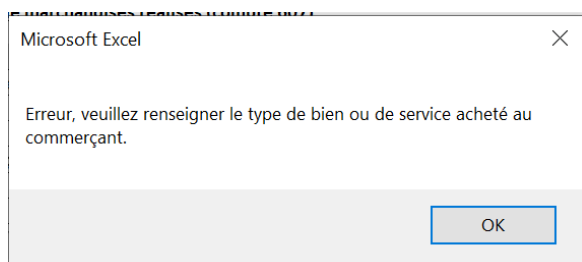 Microsoft Excel
Erreur, veuillez renseigner le type de bien ou de service acheté au
commerçant.
OK